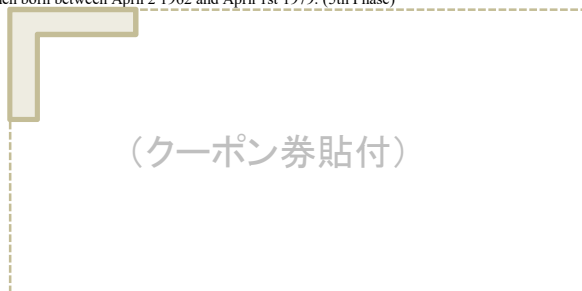 born between April 2 1962 and April 1st 1979. (5th Phase)
（クーポン券貼付）